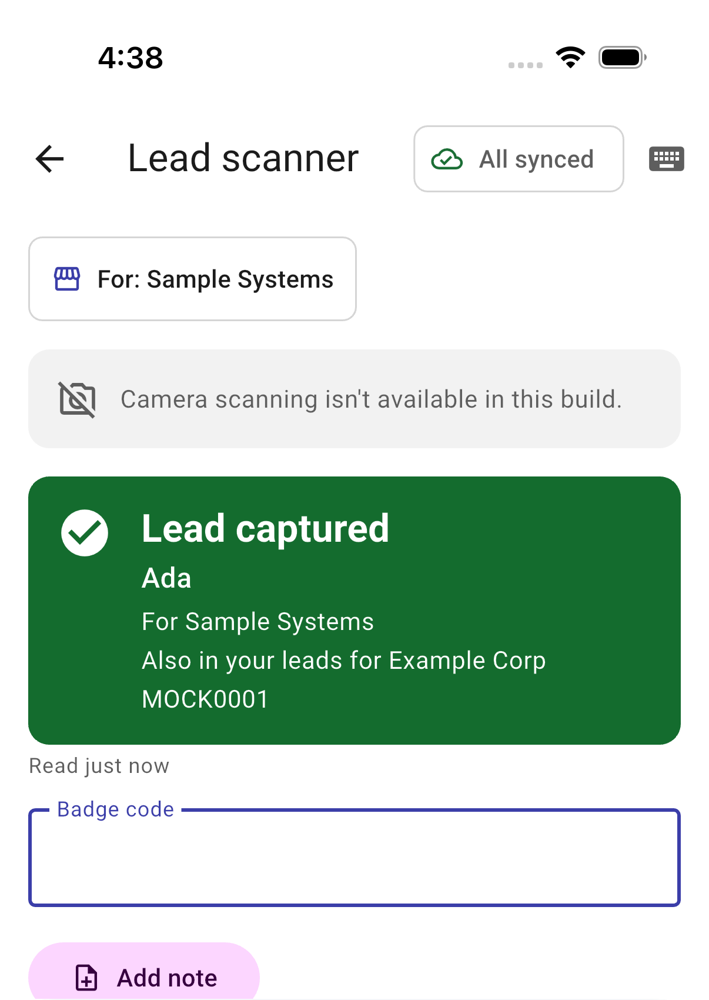 4:38
Lead scanner
All synced
For: Sample Systems
Camera scanning isn't available in this build.
Lead captured
Ada
For Sample Systems
Also in your leads for Example Corp
MOCK0001
Read just now
Badge code
Add note